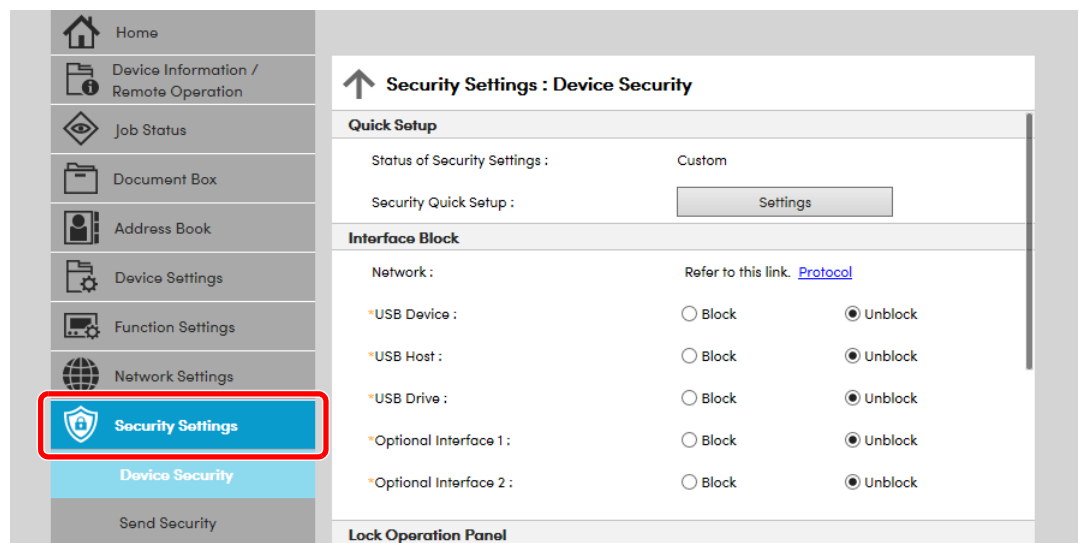 Home
Device Information /
Remote Operation
Job Status
Document Box
Address Book
Device Settings
Function Settings
Network Settings
Security Settings
Device Security
Send Security
Security Settings : Device Security
Quick Setup
Status of Security Settings : Custom
Security Quick Setup : Settings
Interface Block
Network : Refer to this link. Protocol
*USB Device : Block Unblock
*USB Host : Block Unblock
*USB Drive : Block Unblock
*Optional Interface 1 : Block Unblock
*Optional Interface 2 : Block Unblock
Lock Operation Panel